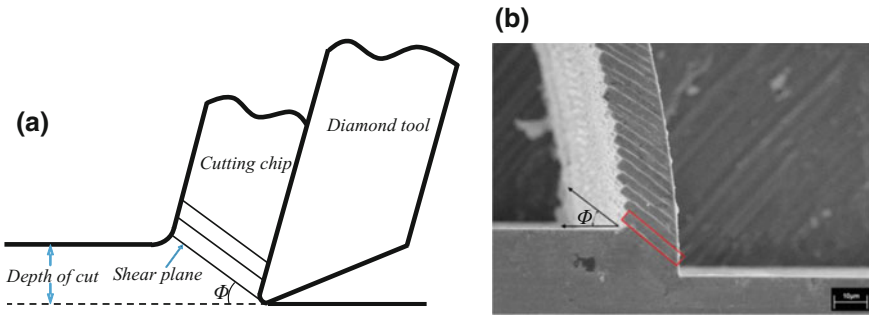 (a)
Diamond tool
Cutting chip
Depth of cut
Shear plane
Φ
(b)
Φ
10μm